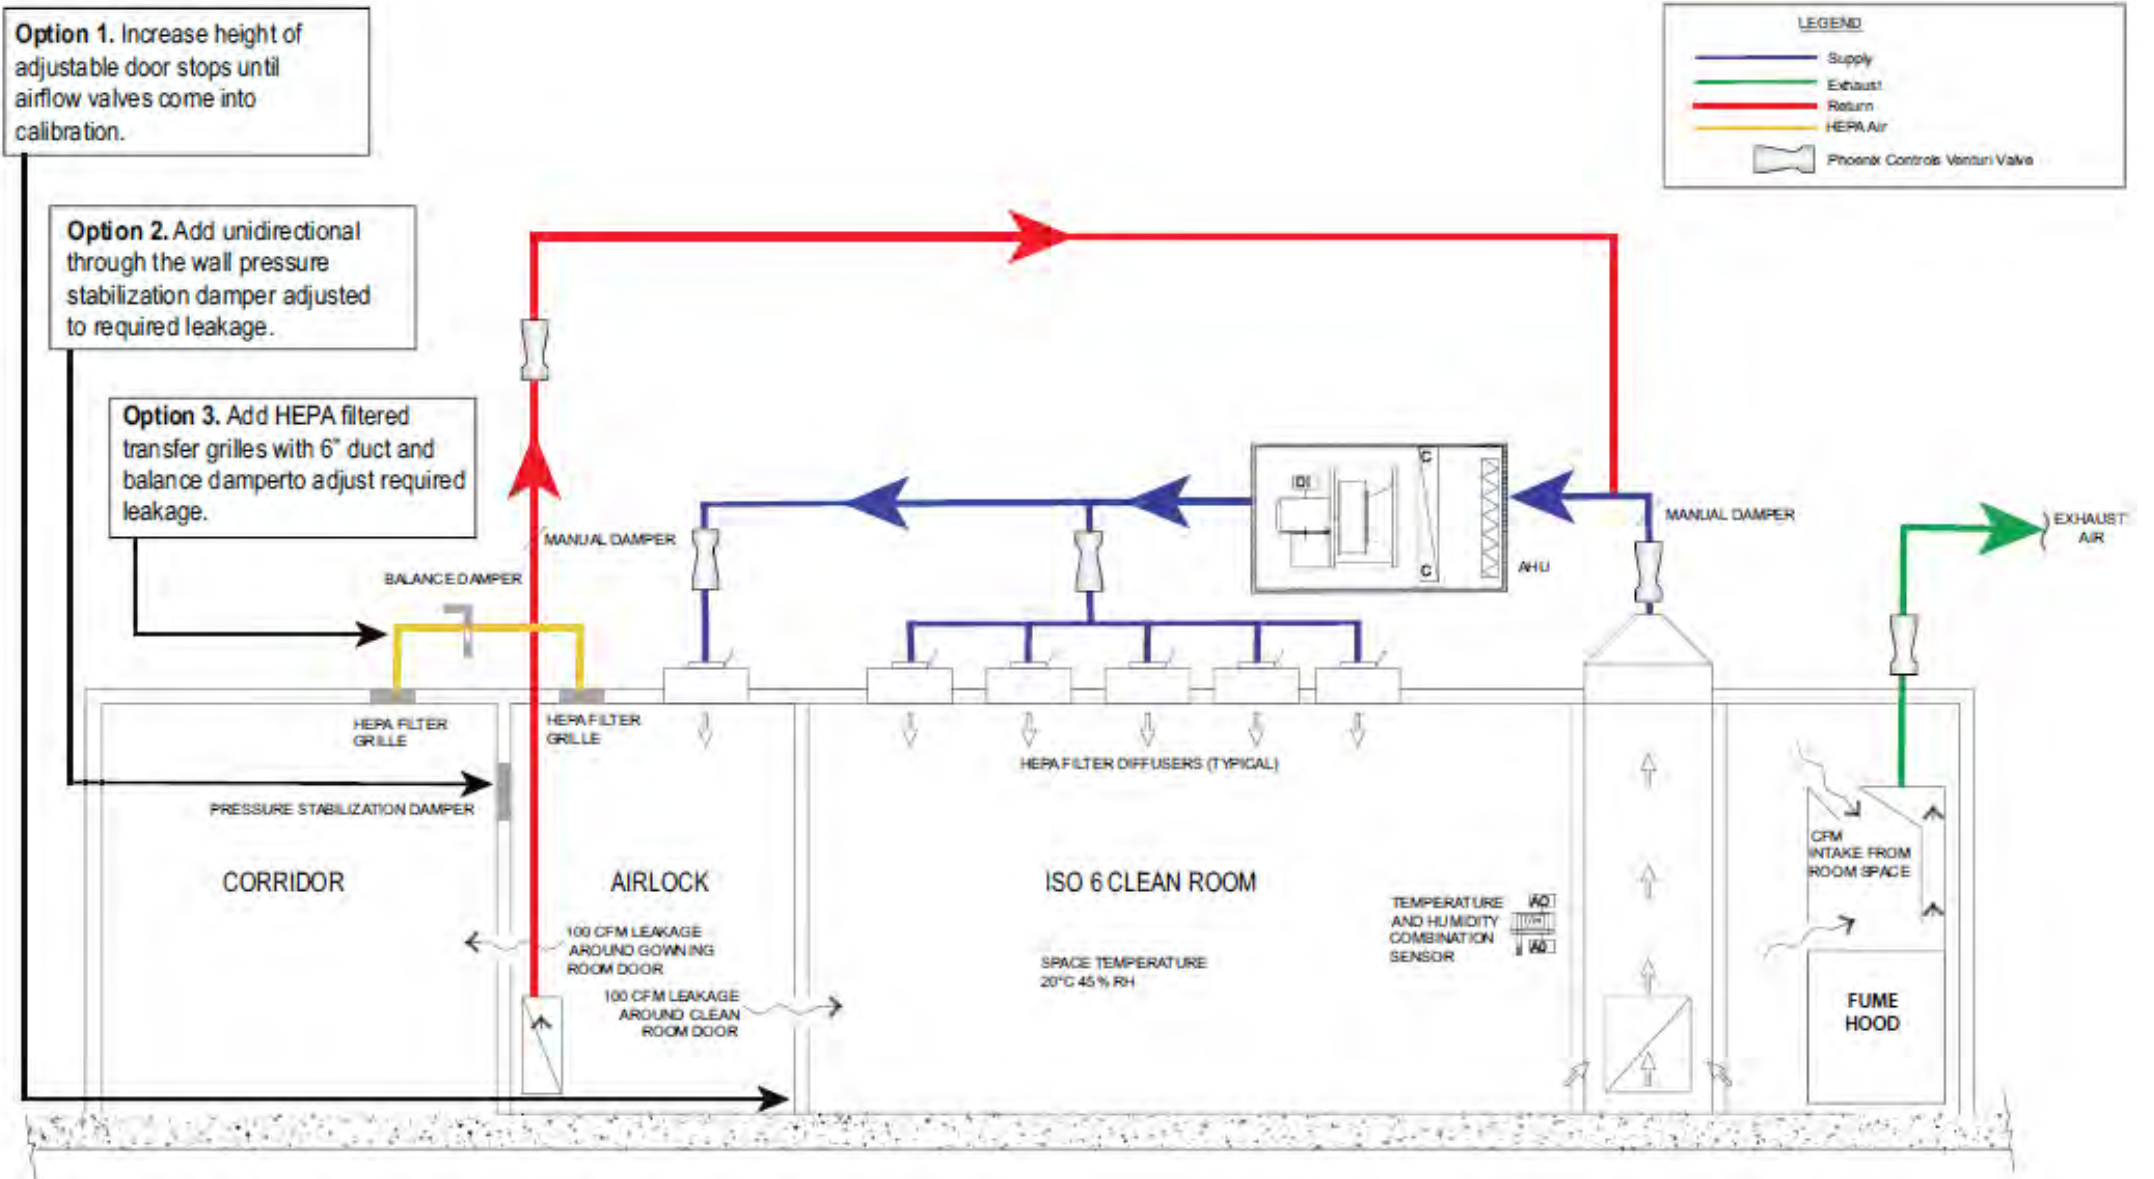 Option 1. Increase height of
adjustable door stops until
airflow valves come into
calibration.
LEGEND
Supply
Exhaust
Return
HEPA Air
Phoenix Controls Venturi Valve
Option 2. Add unidirectional
through the wall pressure
stabilization damper adjusted
to required leakage.
Option 3. Add HEPA filtered
transfer grilles with 6" duct and
balance damperto adjust required
leakage.
MANUAL DAMPER
BALANCE DAMPER
C
C
AHU
MANUAL DAMPER
EXHAUST
AIR
HEPA FILTER
GRILLE
HEPA FILTER
GRILLE
HEPA FILTER DIFFUSERS (TYPICAL)
PRESSURE STABILIZATION DAMPER
CORRIDOR
AIRLOCK
ISO 6 CLEAN ROOM
CFM
INTAKE FROM
ROOM SPACE
TEMPERATURE
AND HUMIDITY
COMBINATION
SENSOR
100 CFM LEAKAGE
AROUND GOWNING
ROOM DOOR
SPACE TEMPERATURE
20°C 45% RH
100 CFM LEAKAGE
AROUND CLEAN
ROOM DOOR
FUME
HOOD